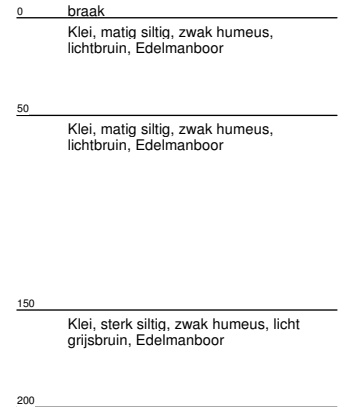 0 braak
Klei, matig siltig, zwak humeus,
lichtbruin, Edelmanboor
50
Klei, matig siltig, zwak humeus,
lichtbruin, Edelmanboor
150
Klei, sterk siltig, zwak humeus, licht
grijsbruin, Edelmanboor
200